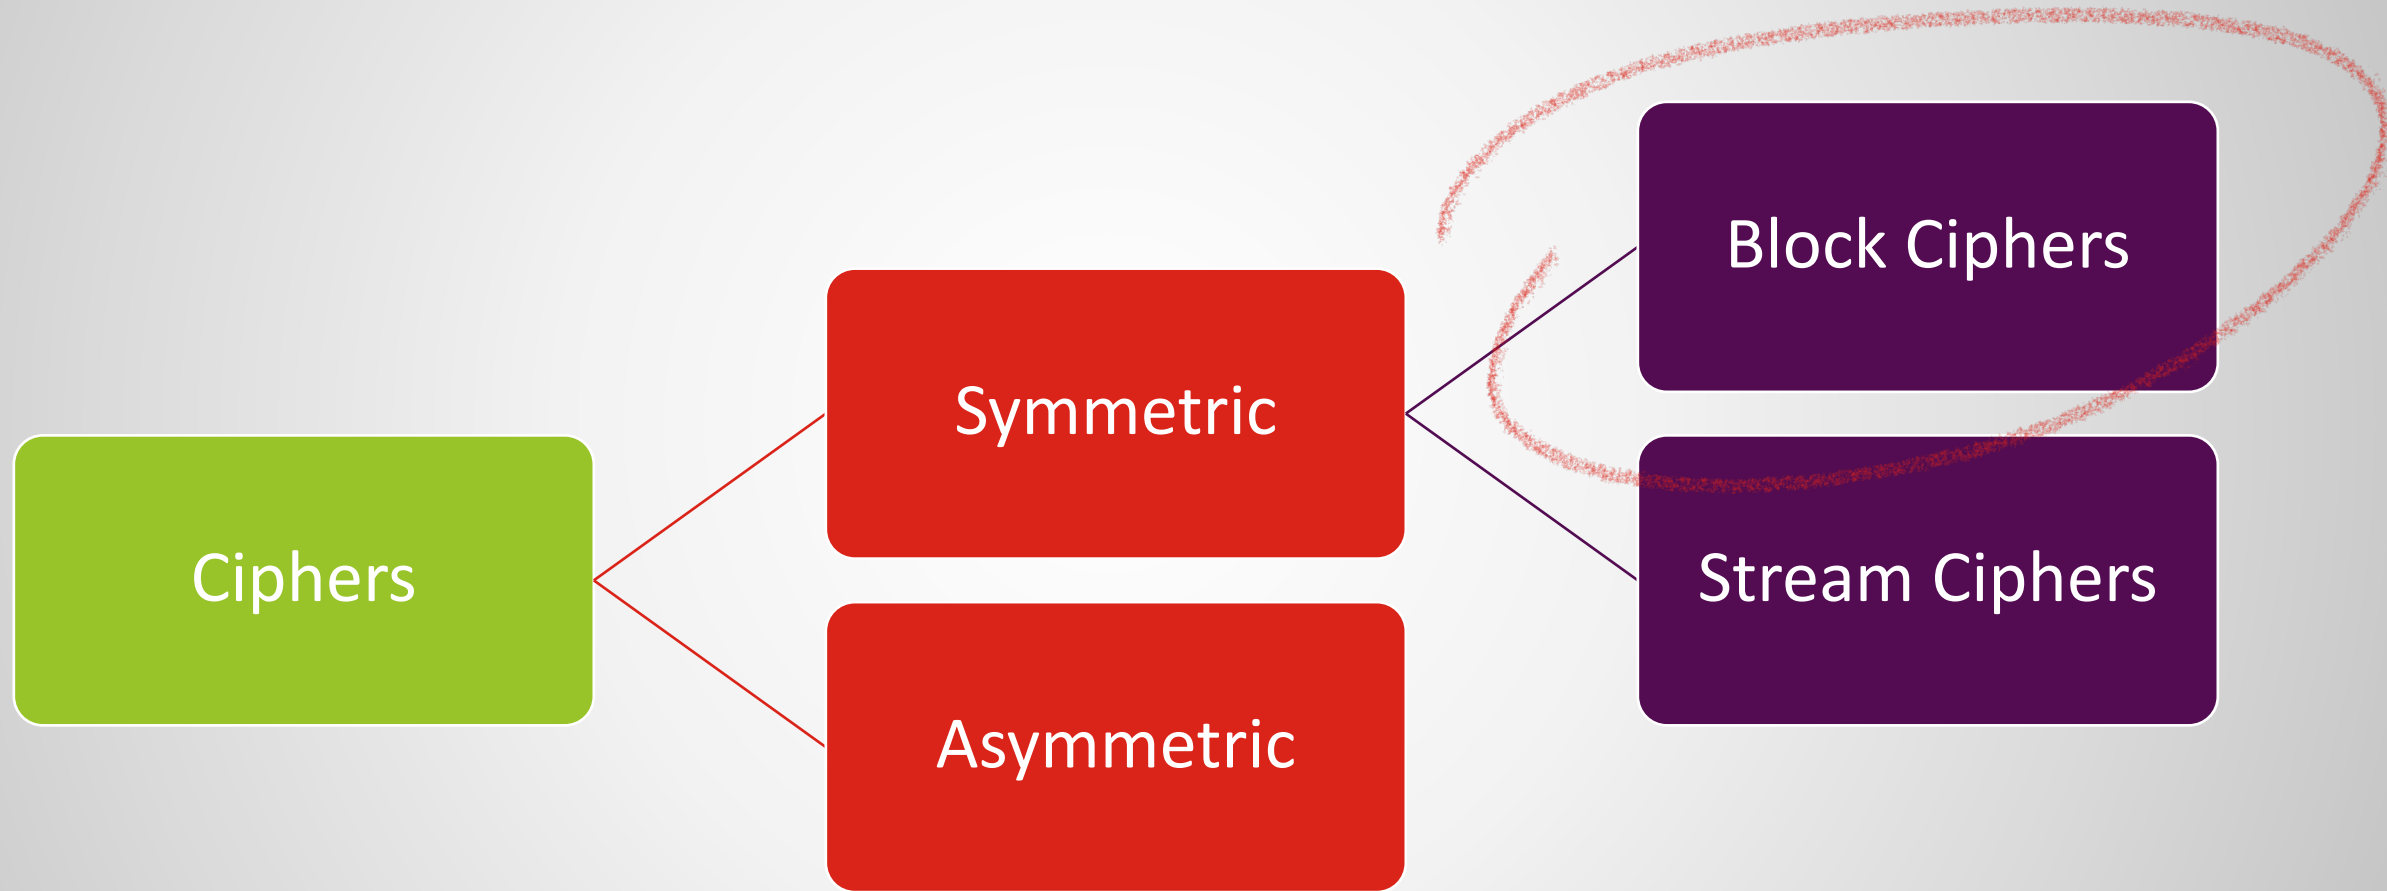 Ciphers
Symmetric
Asymmetric
Block Ciphers
Stream Ciphers